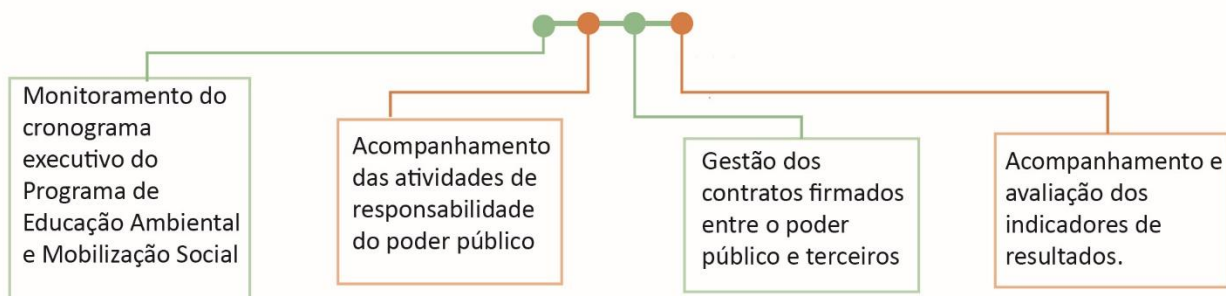 Monitoramento do
cronograma
executivo do
Programa de
Educação Ambiental
e Mobilização Social
Acompanhamento
das atividades de
responsabilidade
do poder público
Gestão dos
contratos firmados
entre o poder
público e terceiros
Acompanhamento e
avaliação dos
indicadores de
resultados.